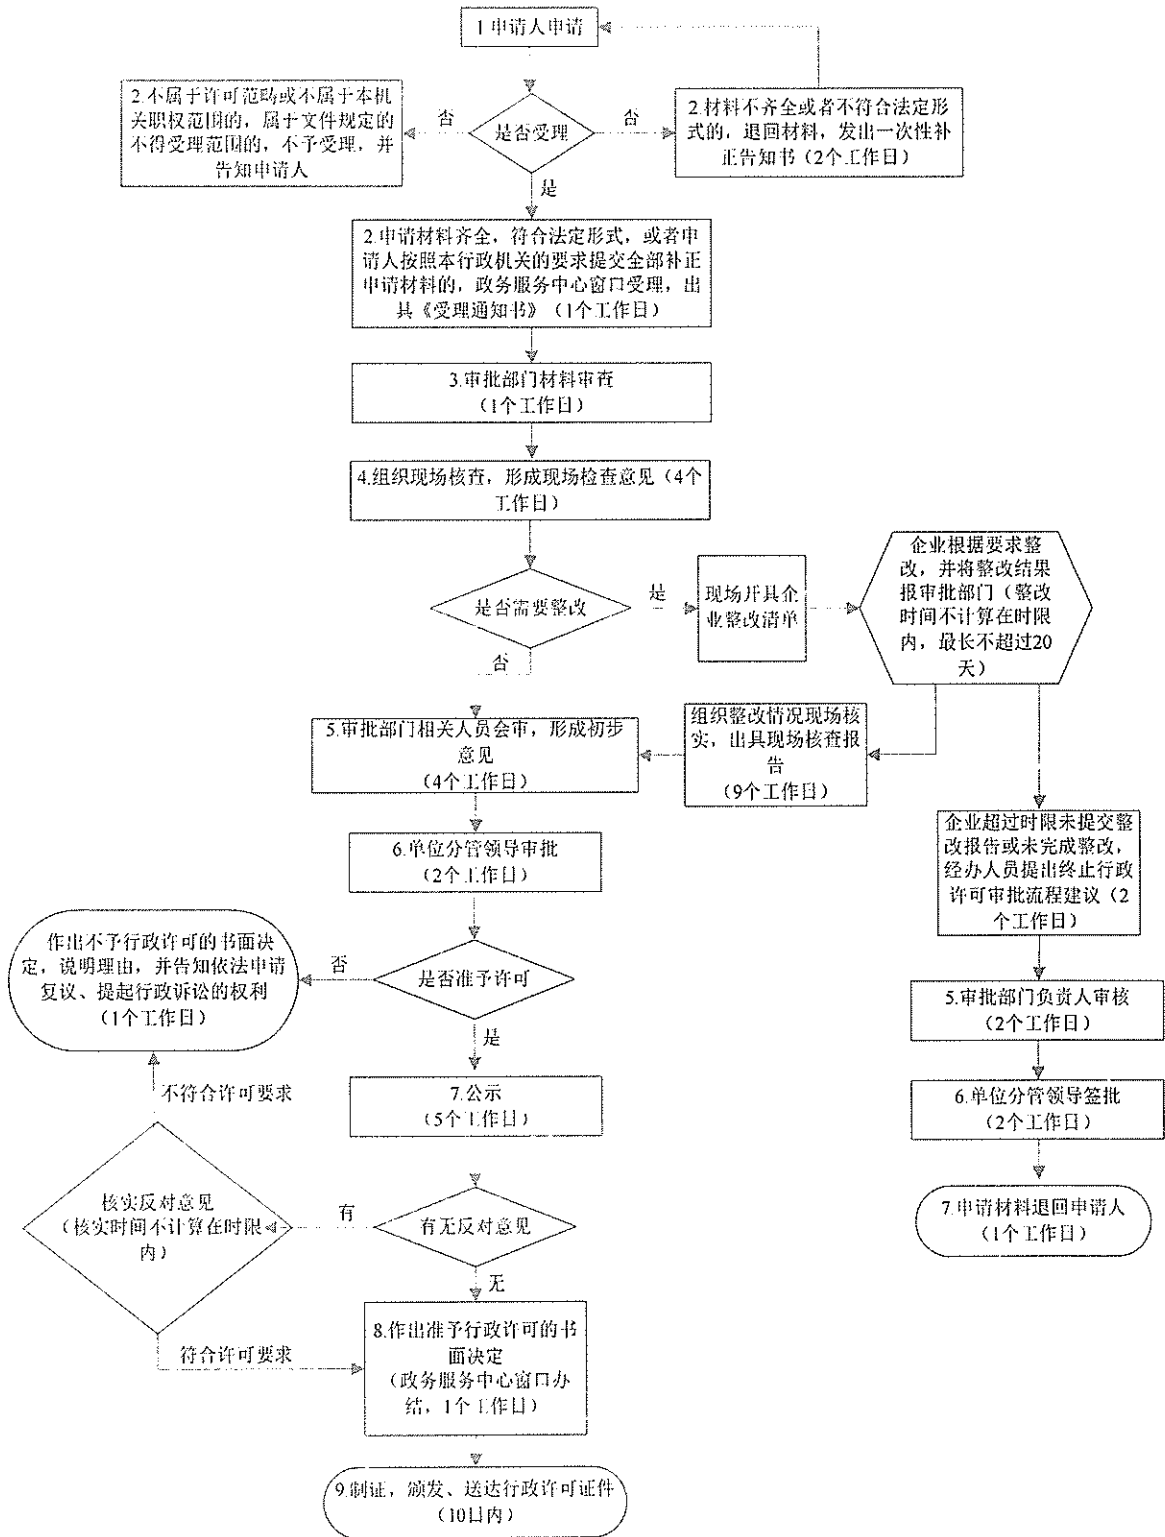 1 申请人申请
2.不属于许可范畴或不属于本机
关职权范围的，属于文件规定的
不得受理范围的，不予受理，并
告知申请人
否
是否受理
否
2.材料不齐全或者不符合法定形
式的，退回材料，发出一次性补
正告知书（2个工作日）
是
2.申请材料齐全，符合法定形式，或者申
请人按照本行政机关的要求提交全部补正
申请材料的，政务服务中心窗口受理，出
具《受理通知书》（1个工作日）
3.审批部门材料审查
（1个工作日）
4.组织现场核查，形成现场检查意见（4个
工作日）
是否需要整改
是
现场开具企
业整改清单
企业根据要求整
改，并将整改结果
报审批部门（整改
时间不计算在时限
内，最长不超过20
天）
否
5.审批部门相关人员会审，形成初步
意见
（4个工作日）
组织整改情况现场核
实，出具现场核查报
告
（9个工作日）
6.单位分管领导审批
（2个工作日）
企业超过时限未提交整
改报告或未完成整改，
经办人员提出终止行政
许可审批流程建议（2
个工作日）
作出不予行政许可的书面决
定，说明理由，并告知依法申请
复议、提起行政诉讼的权利
（1个工作日）
否
是否准予许可
5.审批部门负责人审核
（2个工作日）
是
不符合许可要求
7.公示
（5个工作日）
6.单位分管领导签批
（2个工作日）
核实反对意见
（核实时间不计算在时限
内）
有
有无反对意见
7.申请材料退回申请人
（1个工作日）
无
符合许可要求
8.作出准予行政许可的书
面决定
（政务服务中心窗口办
结，1个工作日）
9.制证，颁发、送达行政许可证件
（10日内）